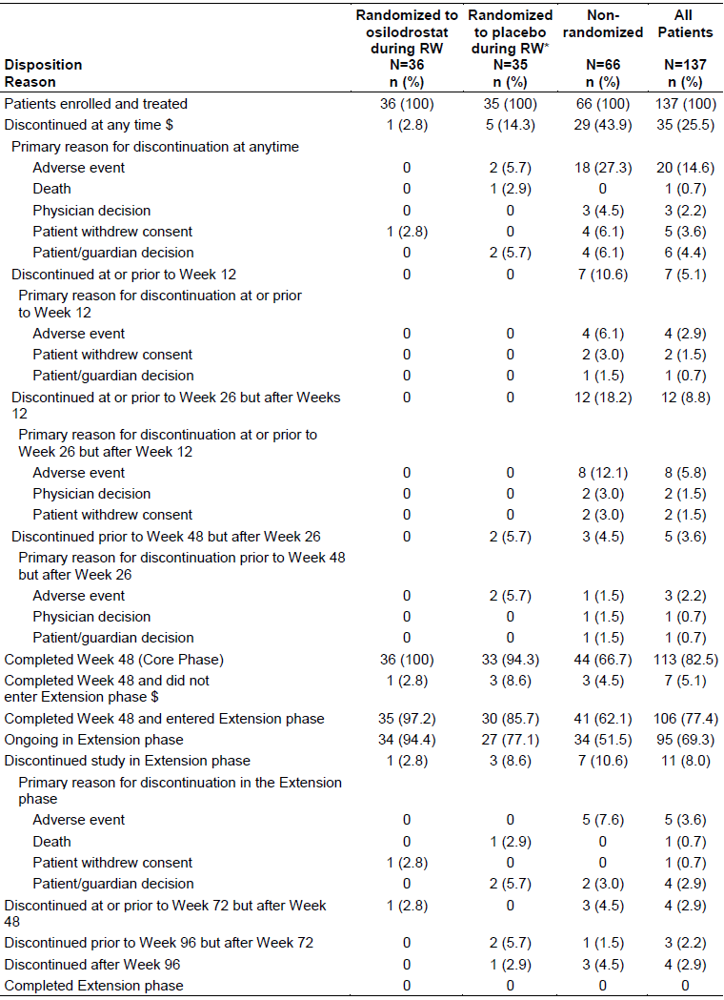 Randomized to Randomized Non- All
osilodrostat to placebo randomized Patients
during RW during RW*
Disposition N=36 N=35 N=66 N=137
Reason n (%) n (%) n (%) n (%)
Patients enrolled and treated 36 (100) 35 (100) 66 (100) 137 (100)
Discontinued at any time $ 1 (2.8) 5 (14.3) 29 (43.9) 35 (25.5)
Primary reason for discontinuation at anytime
Adverse event 0 2 (5.7) 18 (27.3) 20 (14.6)
Death 0 1 (2.9) 0 1 (0.7)
Physician decision 0 0 3 (4.5) 3 (2.2)
Patient withdrew consent 1 (2.8) 0 4 (6.1) 5 (3.6)
Patient/guardian decision 0 2 (5.7) 4 (6.1) 6 (4.4)
Discontinued at or prior to Week 12 0 0 7 (10.6) 7 (5.1)
Primary reason for discontinuation at or prior
to Week 12
Adverse event 0 0 4 (6.1) 4 (2.9)
Patient withdrew consent 0 0 2 (3.0) 2 (1.5)
Patient/guardian decision 0 0 1 (1.5) 1 (0.7)
Discontinued at or prior to Week 26 but after Weeks 0 0 12 (18.2) 12 (8.8)
12
Primary reason for discontinuation at or prior to
Week 26 but after Week 12
Adverse event 0 0 8 (12.1) 8 (5.8)
Physician decision 0 0 2 (3.0) 2 (1.5)
Patient withdrew consent 0 0 2 (3.0) 2 (1.5)
Discontinued prior to Week 48 but after Week 26 0 2 (5.7) 3 (4.5) 5 (3.6)
Primary reason for discontinuation prior to Week 48
but after Week 26
Adverse event 0 2 (5.7) 1 (1.5) 3 (2.2)
Physician decision 0 0 1 (1.5) 1 (0.7)
Patient/guardian decision 0 0 1 (1.5) 1 (0.7)
Completed Week 48 (Core Phase) 36 (100) 33 (94.3) 44 (66.7) 113 (82.5)
Completed Week 48 and did not 1 (2.8) 3 (8.6) 3 (4.5) 7 (5.1)
enter Extension phase $
Completed Week 48 and entered Extension phase 35 (97.2) 30 (85.7) 41 (62.1) 106 (77.4)
Ongoing in Extension phase 34 (94.4) 27 (77.1) 34 (51.5) 95 (69.3)
Discontinued study in Extension phase 1 (2.8) 3 (8.6) 7 (10.6) 11 (8.0)
Primary reason for discontinuation in the Extension
phase
Adverse event 0 0 5 (7.6) 5 (3.6)
Death 0 1 (2.9) 0 1 (0.7)
Patient withdrew consent 1 (2.8) 0 0 1 (0.7)
Patient/guardian decision 0 2 (5.7) 2 (3.0) 4 (2.9)
Discontinued at or prior to Week 72 but after Week 1 (2.8) 0 3 (4.5) 4 (2.9)
48
Discontinued prior to Week 96 but after Week 72 0 2 (5.7) 1 (1.5) 3 (2.2)
Discontinued after Week 96 0 1 (2.9) 3 (4.5) 4 (2.9)
Completed Extension phase 0 0 0 0